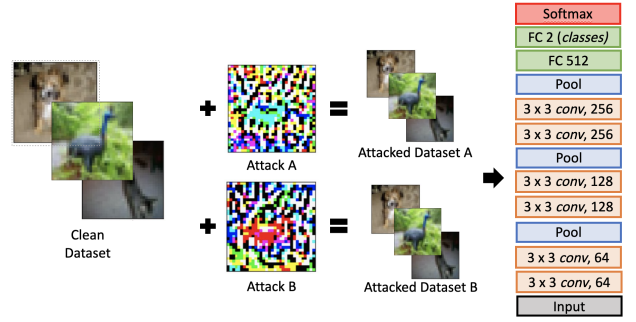 Clean
Dataset
Attack A
Attack B
Attacked Dataset A
Attacked Dataset B
Softmax
FC 2 (classes)
FC 512
Pool
3 x 3 conv, 256
3 x 3 conv, 256
Pool
3 x 3 conv, 128
3 x 3 conv, 128
Pool
3 x 3 conv, 64
3 x 3 conv, 64
Input